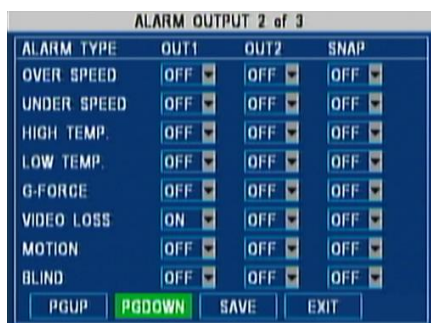 ALARM OUTPUT 2 of 3
ALARM TYPE OUT1 OUT2 SNAP
OVER SPEED OFF OFF OFF
UNDER SPEED OFF OFF OFF
HIGH TEMP. OFF OFF OFF
LOW TEMP. OFF OFF OFF
G-FORCE OFF OFF OFF
VIDEO LOSS ON OFF OFF
MOTION OFF OFF OFF
BLIND OFF OFF OFF
PGUP PGDOWN SAVE EXIT